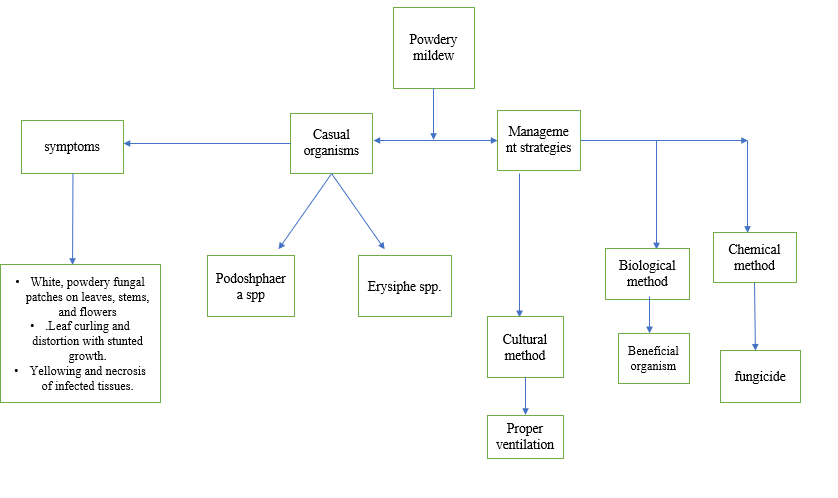 Powdery
mildew
symptoms
Casual
organisms
Manageme
nt strategies
Podoshphaer
a spp
Erysiphe spp.
Biological
method
Chemical
method
• White, powdery fungal
patches on leaves, stems,
and flowers
• .Leaf curling and
distortion with stunted
growth.
• Yellowing and necrosis
of infected tissues.
Cultural
method
Beneficial
organism
fungicide
Proper
ventilation